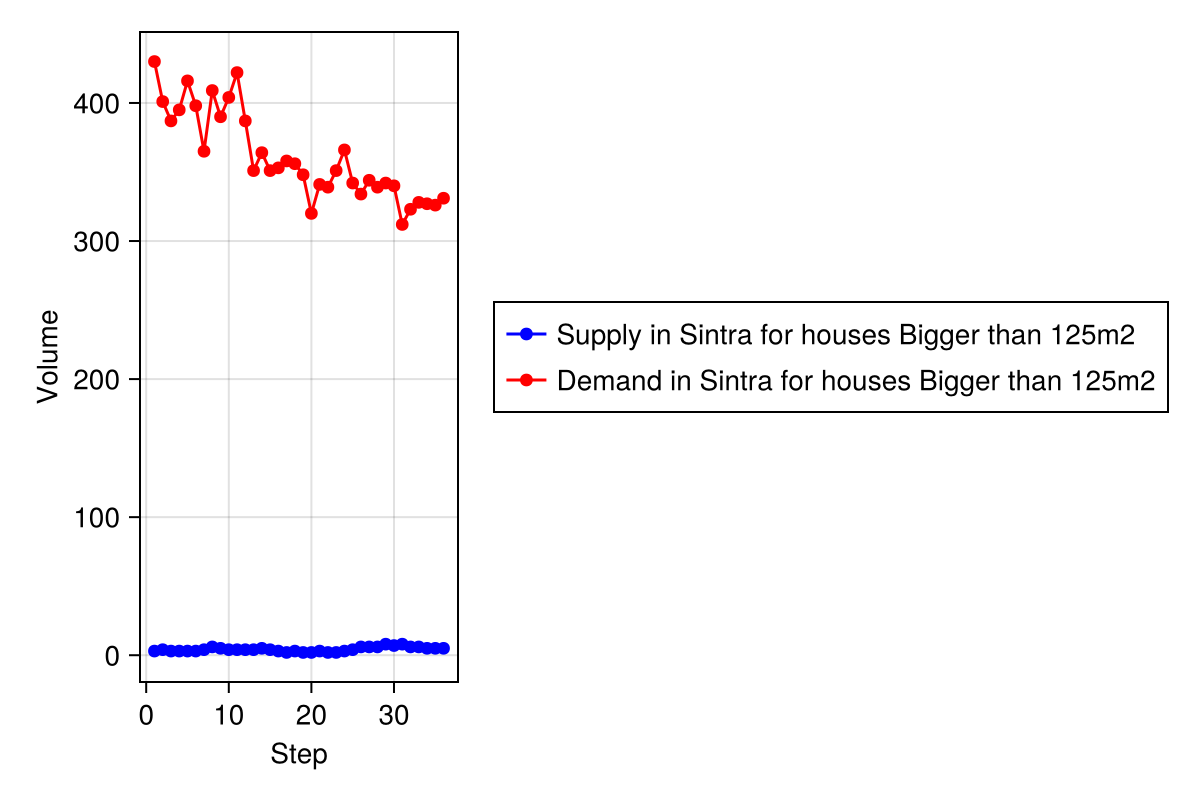 400
300
200
100
0
Volume
0 10 20 30
Step
Supply in Sintra for houses Bigger than 125m2
Demand in Sintra for houses Bigger than 125m2